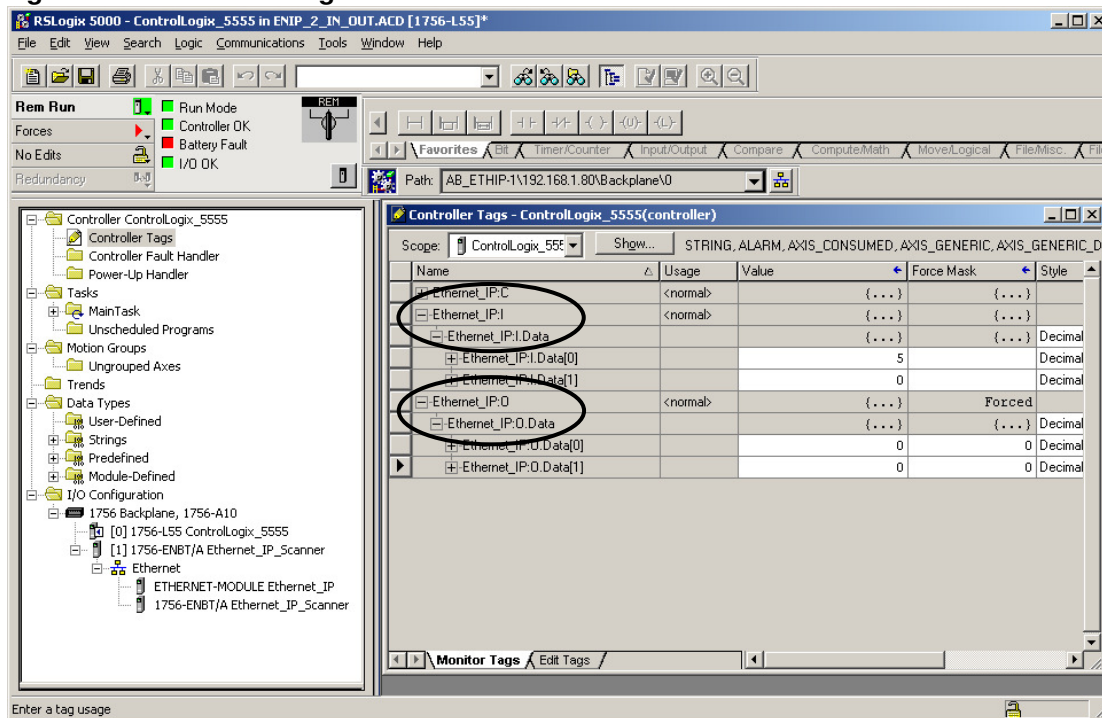 RSLogix 5000 - ControlLogix_5555 in ENIP_2_IN_OUT.ACD [1756-L55]*
File Edit View Search Logic Communications Tools Window Help
Rem Run
Run Mode
REM
Forces
Controller OK
No Edits
Battery Fault
Redundancy
I/O OK
Favorites Bit Timer/Counter Input/Output Compare Compute/Math Move/Logical File/Misc.
Path: AB_ETHIP-1\192.168.1.80\Backplane\0
Controller ControlLogix_5555
Controller Tags
Controller Fault Handler
Power-Up Handler
Tasks
MainTask
Unscheduled Programs
Motion Groups
Ungrouped Axes
Trends
Data Types
User-Defined
Strings
Predefined
Module-Defined
I/O Configuration
1756 Backplane, 1756-A10
[0] 1756-L55 ControlLogix_5555
[1] 1756-ENBT/A Ethernet_IP_Scanner
Ethernet
ETHERNET-MODULE Ethernet_IP
1756-ENBT/A Ethernet_IP_Scanner
Controller Tags - ControlLogix_5555(controller)
Scope: ControlLogix_555 Show... STRING, ALARM, AXIS_CONSUMED, AXIS_GENERIC, AXIS_GENERIC_D
Name Usage Value Force Mask Style
Ethernet_IP:C <normal> {...} {...}
Ethernet_IP:I <normal> {...} {...}
Ethernet_IP:I.Data {...} {...} Decimal
Ethernet_IP:I.Data[0] 5 Decimal
Ethernet_IP:I.Data[1] 0 Decimal
Ethernet_IP:O <normal> {...} Forced
Ethernet_IP:O.Data {...} {...} Decimal
Ethernet_IP:O.Data[0] 0 0 Decimal
Ethernet_IP:O.Data[1] 0 0 Decimal
Monitor Tags Edit Tags
Enter a tag usage